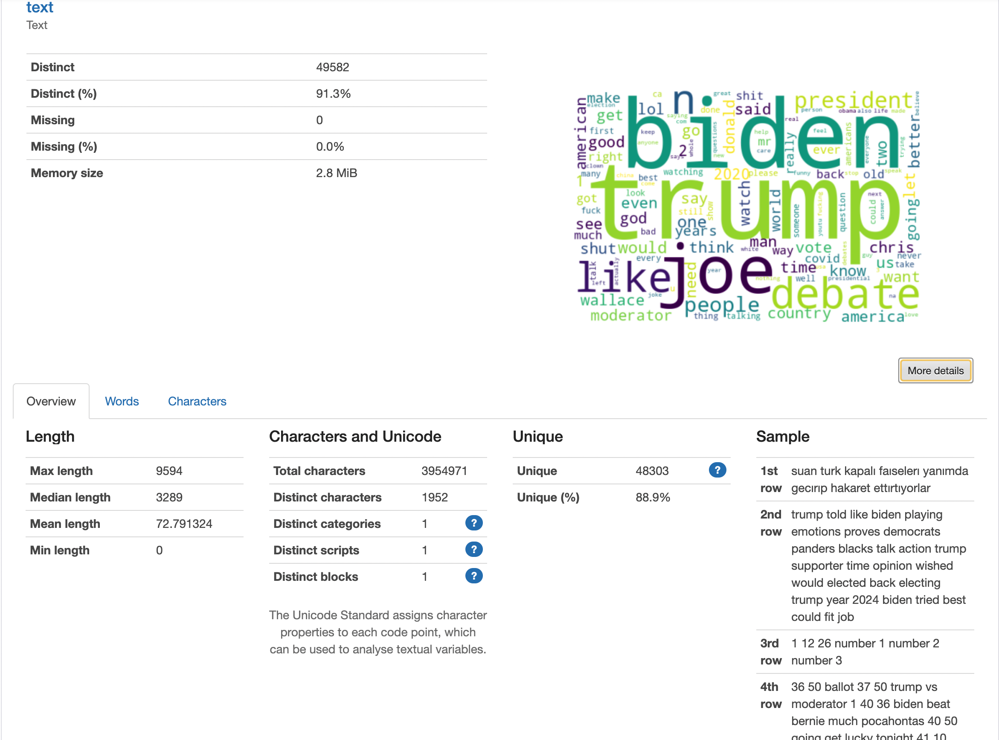 text
Text
Distinct 49582
Distinct (%) 91.3%
Missing 0
Missing (%) 0.0%
Memory size 2.8 MiB
american
make
election
ca
n
great
shit
president
believe
get
lol
saying
com
done
donald
said
person
obama
also
life
made
biden
real
first
keep
go
questions
help
really
feel
americans
better
good
anyone
2
whole
mr
ever
everyone
two
trying
right
says
new
care
clown
many
china
best
come
watching
2020
please
funny
back
stop
old
speak
1
trump
let
got
look
even
say
still
show
watch
world
someone
youtu
fucking
question
could
next
answer
going
fuck
god
one
see
bad
years
much
shut
would
think
man
white
way
vote
debates
chris
guy
never
every
covid
us
take
like
talk
left
actually
joe
need
year
time
usa
know
3
nothing
well
presidential
want
u
wallace
joke
debate
na
people
moderator
thing
talking
country
america
love
More details
Overview Words Characters
Length
Max length 9594
Median length 3289
Mean length 72.791324
Min length 0
Characters and Unicode
Total characters 3954971
Distinct characters 1952
Distinct categories 1 ?
Distinct scripts 1 ?
Distinct blocks 1 ?
The Unicode Standard assigns character
properties to each code point, which
can be used to analyse textual variables.
Unique
Unique 48303 ?
Unique (%) 88.9%
Sample
1st suan turk kapalı faıselerı yanımda
row gecırıp hakaret ettırtıyorlar
2nd trump told like biden playing
row emotions proves democrats
panders blacks talk action trump
supporter time opinion wished
would elected back electing
trump year 2024 biden tried best
could fit job
3rd 1 12 26 number 1 number 2
row number 3
4th 36 50 ballot 37 50 trump vs
row moderator 1 40 36 biden beat
bernie much pocahontas 40 50
going get lucky tonight 41 10